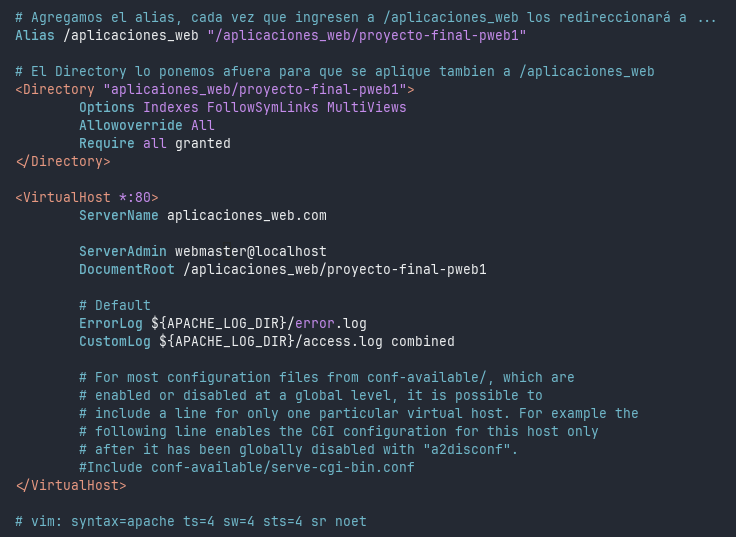 # Agregamos el alias, cada vez que ingresen a /aplicaciones_web los redireccionará a ...
Alias /aplicaciones_web "/aplicaciones_web/proyecto-final-pweb1"
# El Directory lo ponemos afuera para que se aplique tambien a /aplicaciones_web
<Directory "aplicaiones_web/proyecto-final-pweb1">
Options Indexes FollowSymLinks MultiViews
Allowoverride All
Require all granted
</Directory>
<VirtualHost *:80>
ServerName aplicaciones_web.com
ServerAdmin webmaster@localhost
DocumentRoot /aplicaciones_web/proyecto-final-pweb1
# Default
ErrorLog ${APACHE_LOG_DIR}/error.log
CustomLog ${APACHE_LOG_DIR}/access.log combined
# For most configuration files from conf-available/, which are
# enabled or disabled at a global level, it is possible to
# include a line for only one particular virtual host. For example the
# following line enables the CGI configuration for this host only
# after it has been globally disabled with "a2disconf".
#Include conf-available/serve-cgi-bin.conf
</VirtualHost>
# vim: syntax=apache ts=4 sw=4 sts=4 sr noet